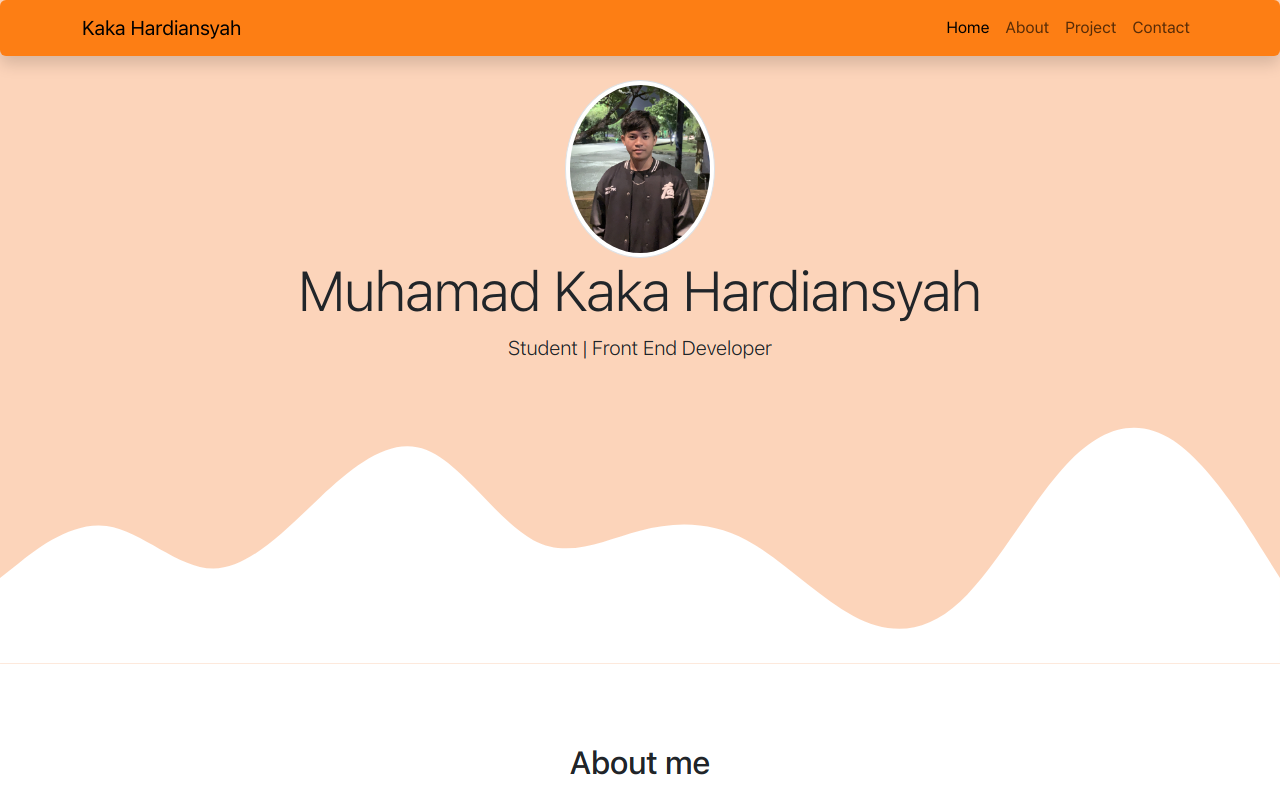 Kaka Hardiansyah
Home About Project Contact
Muhamad Kaka Hardiansyah
Student | Front End Developer
About me